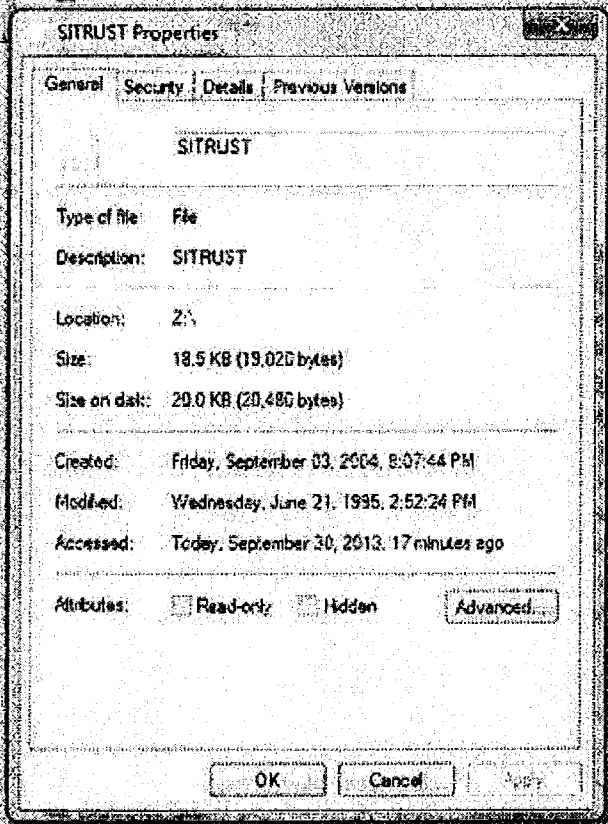 SITRUST Properties
General Security Details Previous Versions
SITRUST
Type of file: File
Description: SITRUST
Location: Z:\
Size: 18.5 KB (19,020 bytes)
Size on disk: 20.0 KB (20,480 bytes)
Created: Friday, September 03, 2004, 8:07:44 PM
Modified: Wednesday, June 21, 1995, 2:52:24 PM
Accessed: Today, September 30, 2013, 17 minutes ago
Attributes: Read-only Hidden Advanced...
OK Cancel Apply